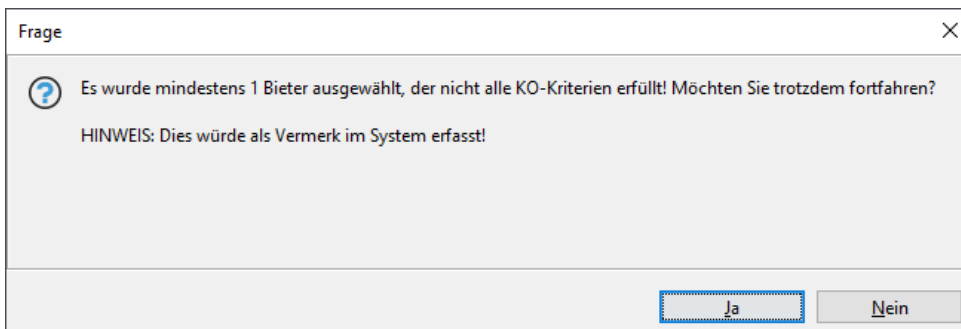 Frage
Es wurde mindestens 1 Bieter ausgewählt, der nicht alle KO-Kriterien erfüllt! Möchten Sie trotzdem fortfahren?
HINWEIS: Dies würde als Vermerk im System erfasst!
Ja
Nein